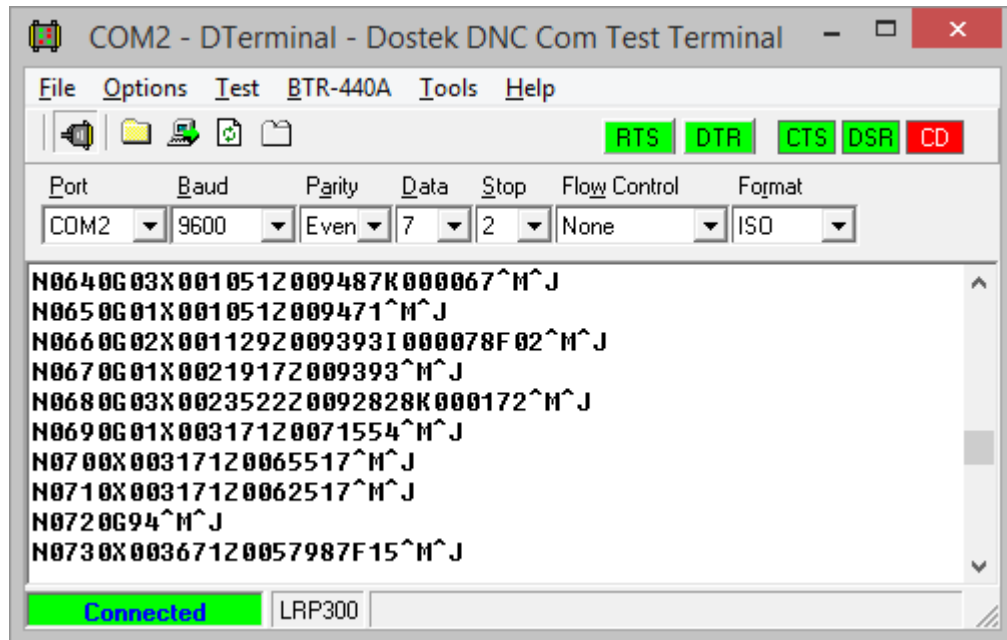 COM2 - DTerminal - Dostek DNC Com Test Terminal
File Options Test BTR-440A Tools Help
RTS DTR CTS DSR CD
Port Baud Parity Data Stop Flow Control Format
COM2 9600 Even 7 2 None ISO
N0640G03X001051Z009487K000067^M^J
N0650G01X001051Z009471^M^J
N0660G02X001129Z009393I000078F02^M^J
N0670G01X0021917Z009393^M^J
N0680G03X0023522Z0092828K000172^M^J
N0690G01X003171Z0071554^M^J
N0700X003171Z0065517^M^J
N0710X003171Z0062517^M^J
N0720G94^M^J
N0730X003671Z0057987F15^M^J
Connected LRP300